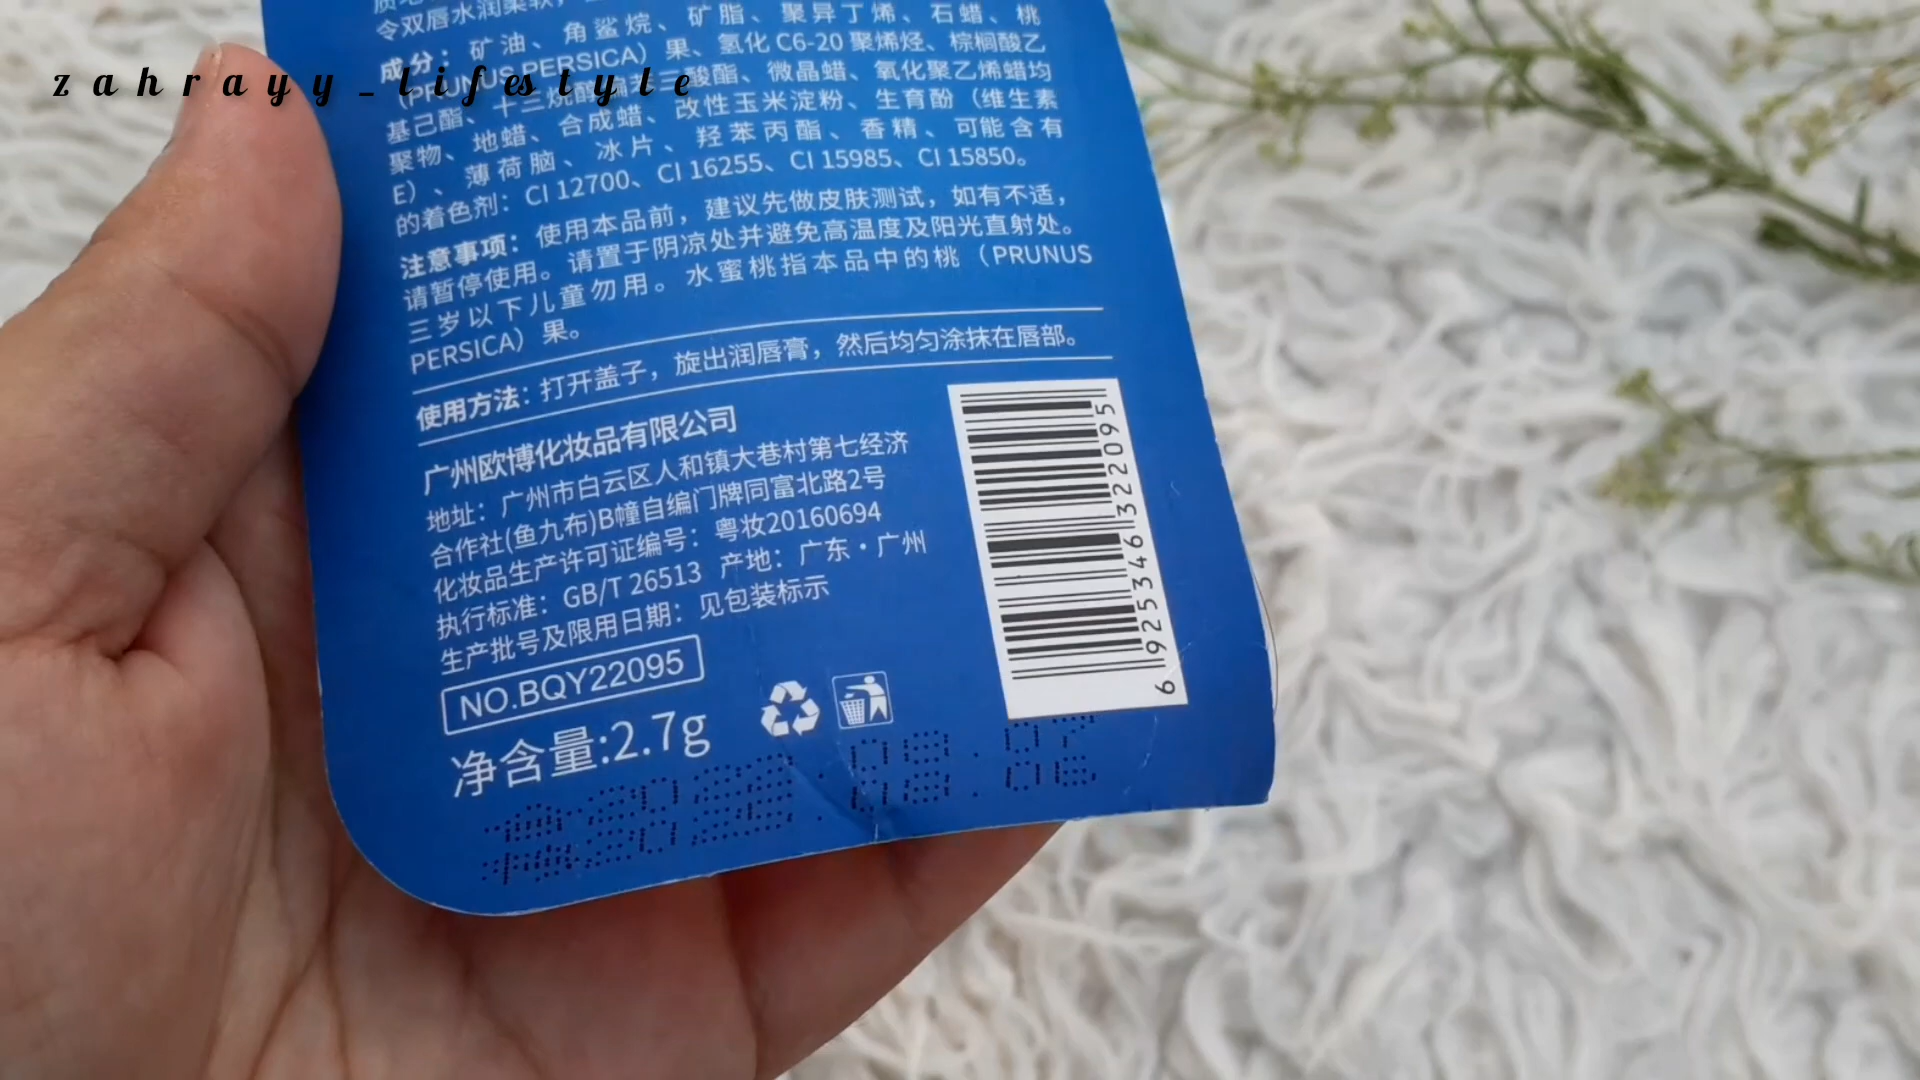 zahrayy_lifestyle
令双唇水润柔软，
成分：矿油、角鲨烷、矿脂、聚异丁烯、石蜡、桃
（PRUNUS PERSICA）果、氢化 C6-20 聚烯烃、棕榈酸乙
基己酯、十三烷醇偏苯三酸酯、微晶蜡、氧化聚乙烯蜡均
聚物、地蜡、合成蜡、改性玉米淀粉、生育酚（维生素
E）、薄荷脑、冰片、羟苯丙酯、香精、可能含有
的着色剂：CI 12700、CI 16255、CI 15985、CI 15850。
注意事项：使用本品前，建议先做皮肤测试，如有不适，
请暂停使用。请置于阴凉处并避免高温度及阳光直射处。
三岁以下儿童勿用。水蜜桃指本品中的桃（PRUNUS
PERSICA）果。
使用方法：打开盖子，旋出润唇膏，然后均匀涂抹在唇部。
广州欧博化妆品有限公司
地址：广州市白云区人和镇大巷村第七经济
合作社(鱼九布)B幢自编门牌同富北路2号
化妆品生产许可证编号：粤妆20160694
执行标准：GB/T 26513 产地：广东·广州
生产批号及限用日期：见包装标示
NO.BQY22095
净含量:2.7g
6 925346 322095